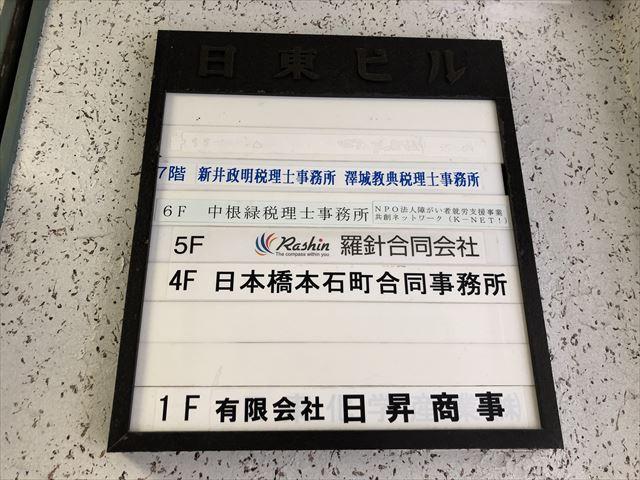 日東ビル
7階 新井政明税理士事務所 澤城教典税理士事務所
6F 中根緑税理士事務所 NPO法人障がい者就労支援事業
共創ネットワーク(K-NET!)
5F Rashin 羅針合同会社
The compass within you
4F 日本橋本石町合同事務所
1F 有限会社 日昇商事